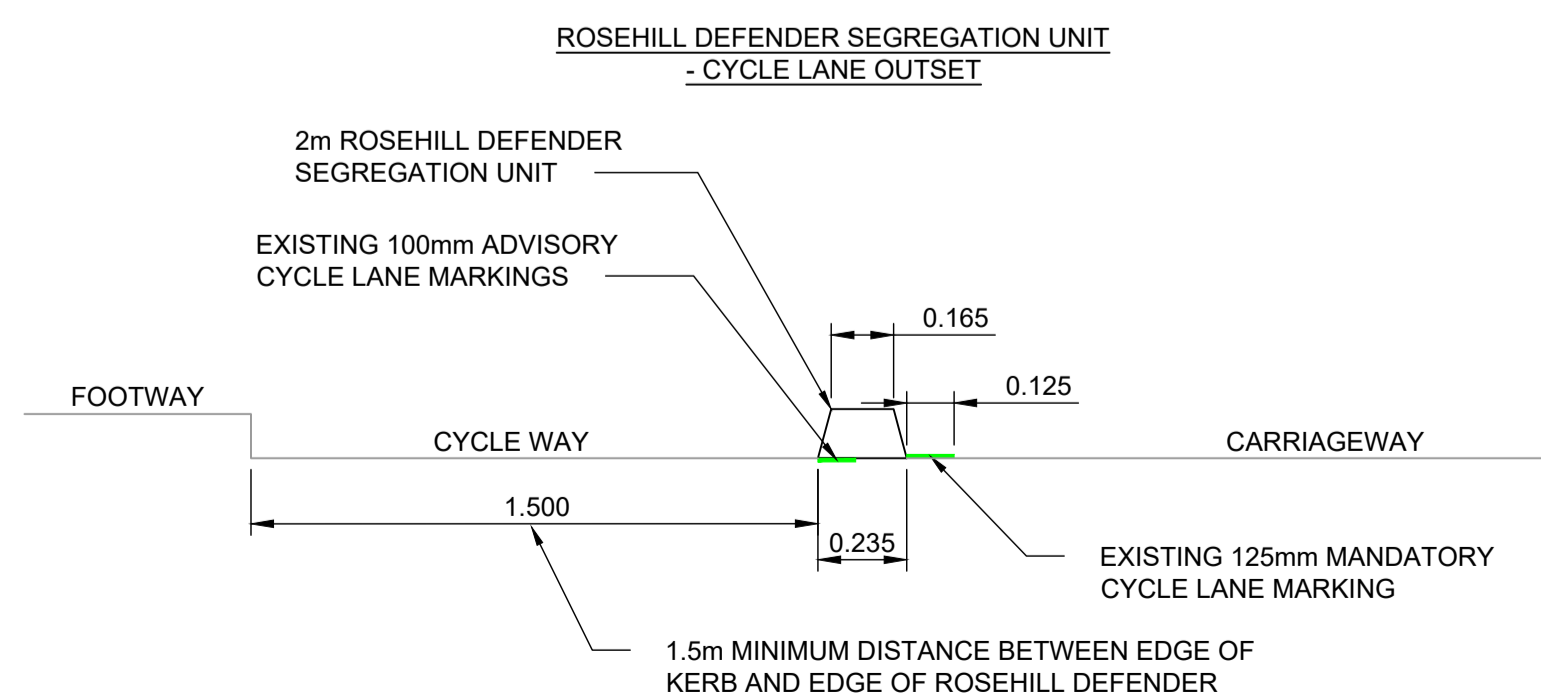 ROSEHILL DEFENDER SEGREGATION UNIT
- CYCLE LANE OUTSET
2m ROSEHILL DEFENDER
SEGREGATION UNIT
EXISTING 100mm ADVISORY
CYCLE LANE MARKINGS
0.165
0.125
FOOTWAY
CYCLE WAY
CARRIAGEWAY
1.500
0.235
EXISTING 125mm MANDATORY
CYCLE LANE MARKING
1.5m MINIMUM DISTANCE BETWEEN EDGE OF
KERB AND EDGE OF ROSEHILL DEFENDER